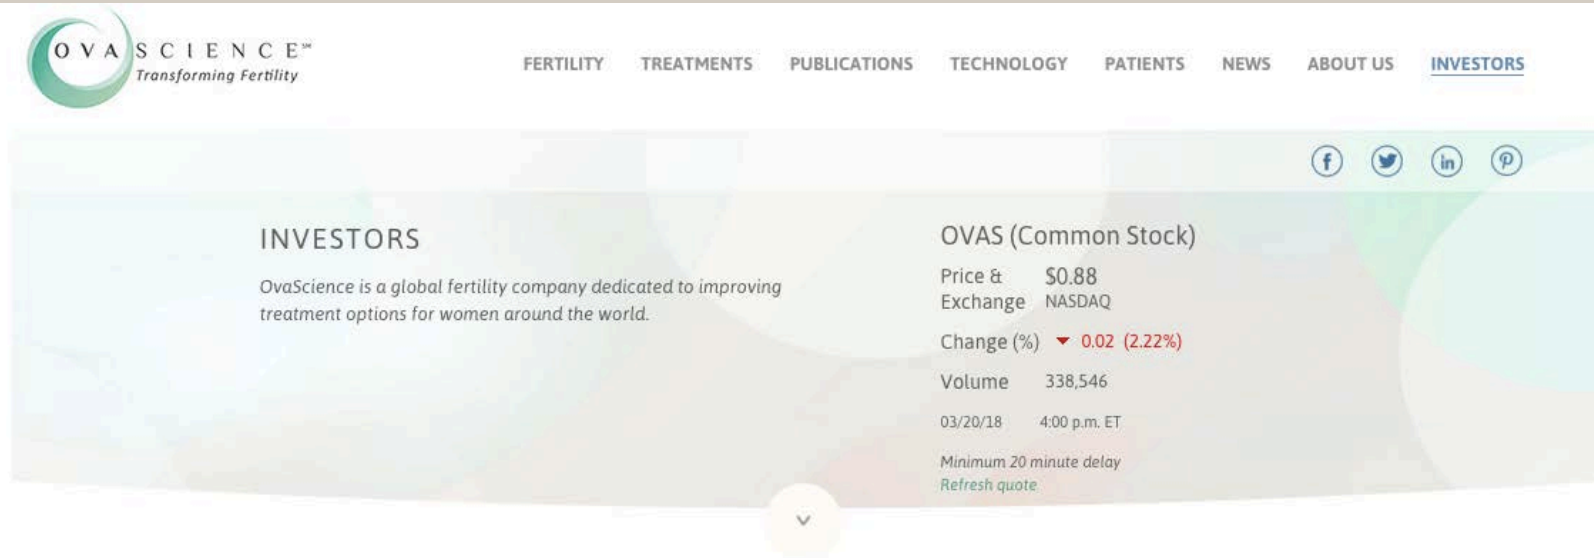 OVASCIENCE℠
Transforming Fertility
FERTILITY TREATMENTS PUBLICATIONS TECHNOLOGY PATIENTS NEWS ABOUT US INVESTORS
INVESTORS
OvaScience is a global fertility company dedicated to improving
treatment options for women around the world.
OVAS (Common Stock)
Price & $0.88
Exchange NASDAQ
Change (%) ▼ 0.02 (2.22%)
Volume 338,546
03/20/18 4:00 p.m. ET
Minimum 20 minute delay
Refresh quote